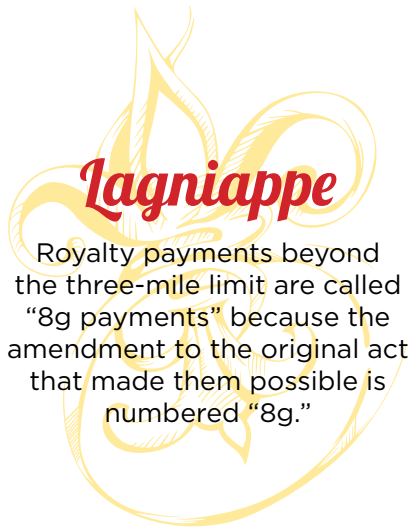 Lagniappe
Royalty payments beyond
the three-mile limit are called
“8g payments” because the
amendment to the original act
that made them possible is
numbered “8g.”